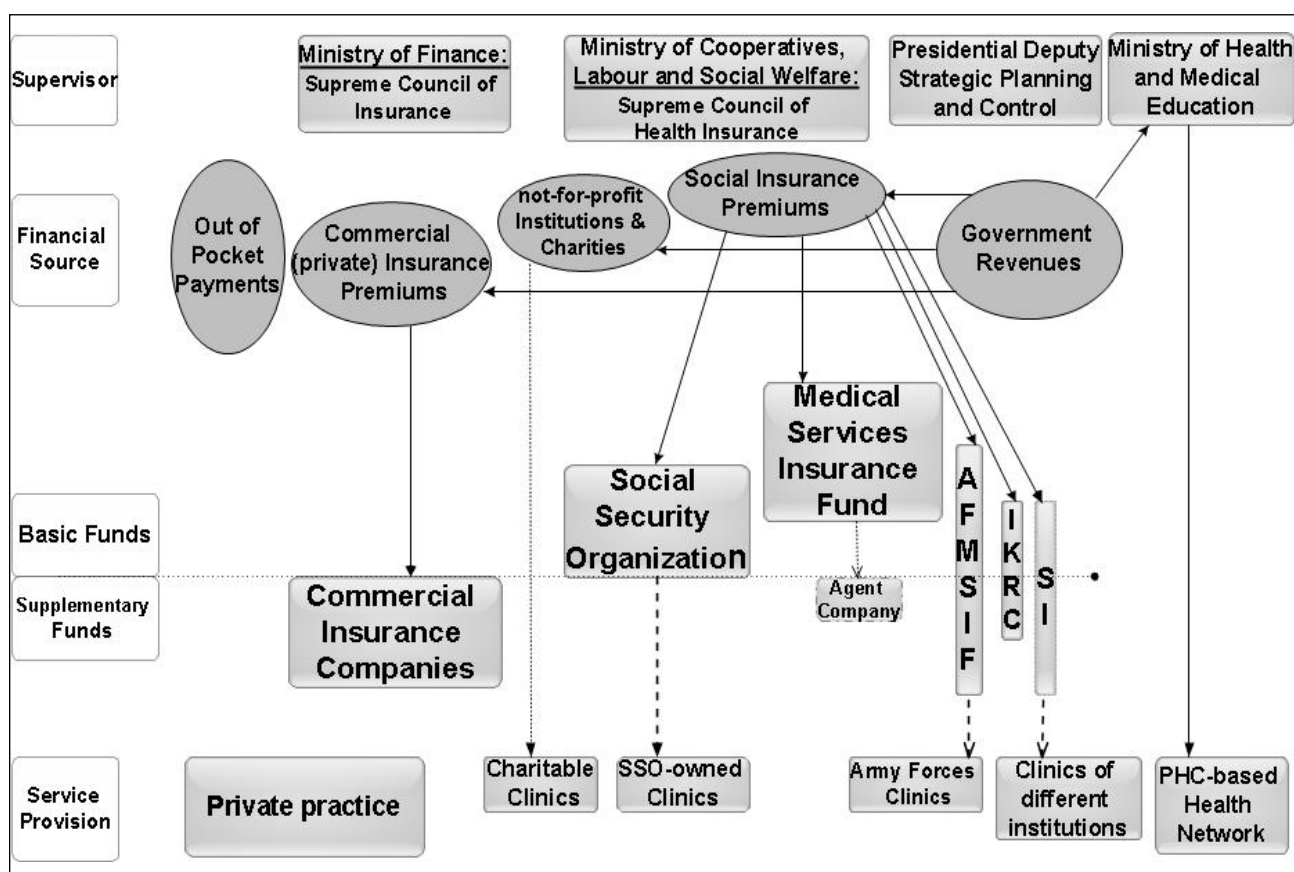 Supervisor
Ministry of Finance:
Supreme Council of
Insurance
Ministry of Cooperatives,
Labour and Social Welfare:
Supreme Council of
Health Insurance
Presidential Deputy
Strategic Planning
and Control
Ministry of Health
and Medical
Education
Financial
Source
Out of
Pocket
Payments
Commercial
(private) Insurance
Premiums
not-for-profit
Institutions &
Charities
Social Insurance
Premiums
Government
Revenues
Basic Funds
Social
Security
Organization
Medical
Services
Insurance
Fund
A
F
M
S
I
F
I
K
R
C
S
I
Supplementary
Funds
Commercial
Insurance
Companies
Agent
Company
Service
Provision
Private practice
Charitable
Clinics
SSO-owned
Clinics
Army Forces
Clinics
Clinics of
different
institutions
PHC-based
Health
Network